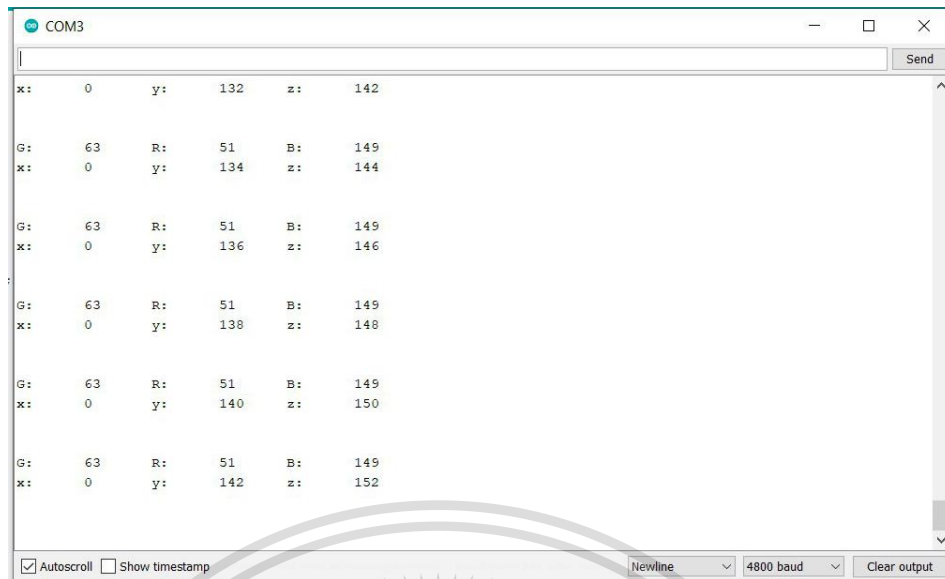 COM3
Send
x: 0 y: 132 z: 142
G: 63 R: 51 B: 149
x: 0 y: 134 z: 144
G: 63 R: 51 B: 149
x: 0 y: 136 z: 146
G: 63 R: 51 B: 149
x: 0 y: 138 z: 148
G: 63 R: 51 B: 149
x: 0 y: 140 z: 150
G: 63 R: 51 B: 149
x: 0 y: 142 z: 152
Autoscroll Show timestamp Newline 4800 baud Clear output